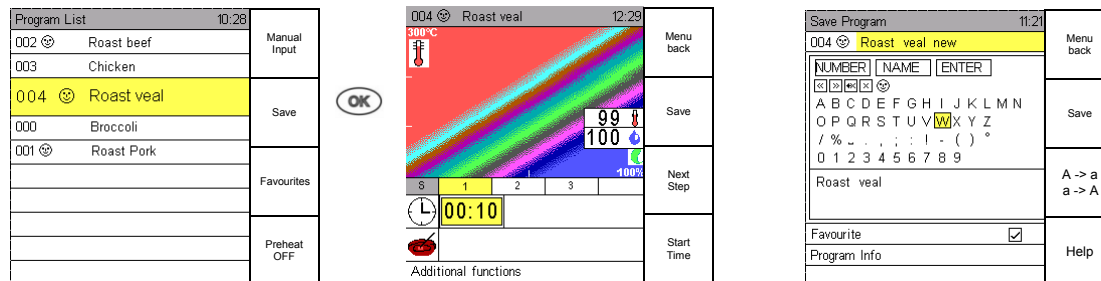 Program List 10:28
002 Roast beef
003 Chicken
004 Roast veal
000 Broccoli
001 Roast Pork
Manual
Input
Save
Favourites
Preheat
OFF
OK
004 Roast veal 12:29
300°C
99
100
100%
S 1 2 3
00:10
Additional functions
Menu
back
Save
Next
Step
Start
Time
Save Program 11:21
004 Roast veal new
NUMBER NAME ENTER
A B C D E F G H I J K L M N
O P Q R S T U V W X Y Z
/ % _ . , ; : ! - ( ) °
0 1 2 3 4 5 6 7 8 9
Roast veal
Favourite
Program Info
Menu
back
Save
A -> a
a -> A
Help